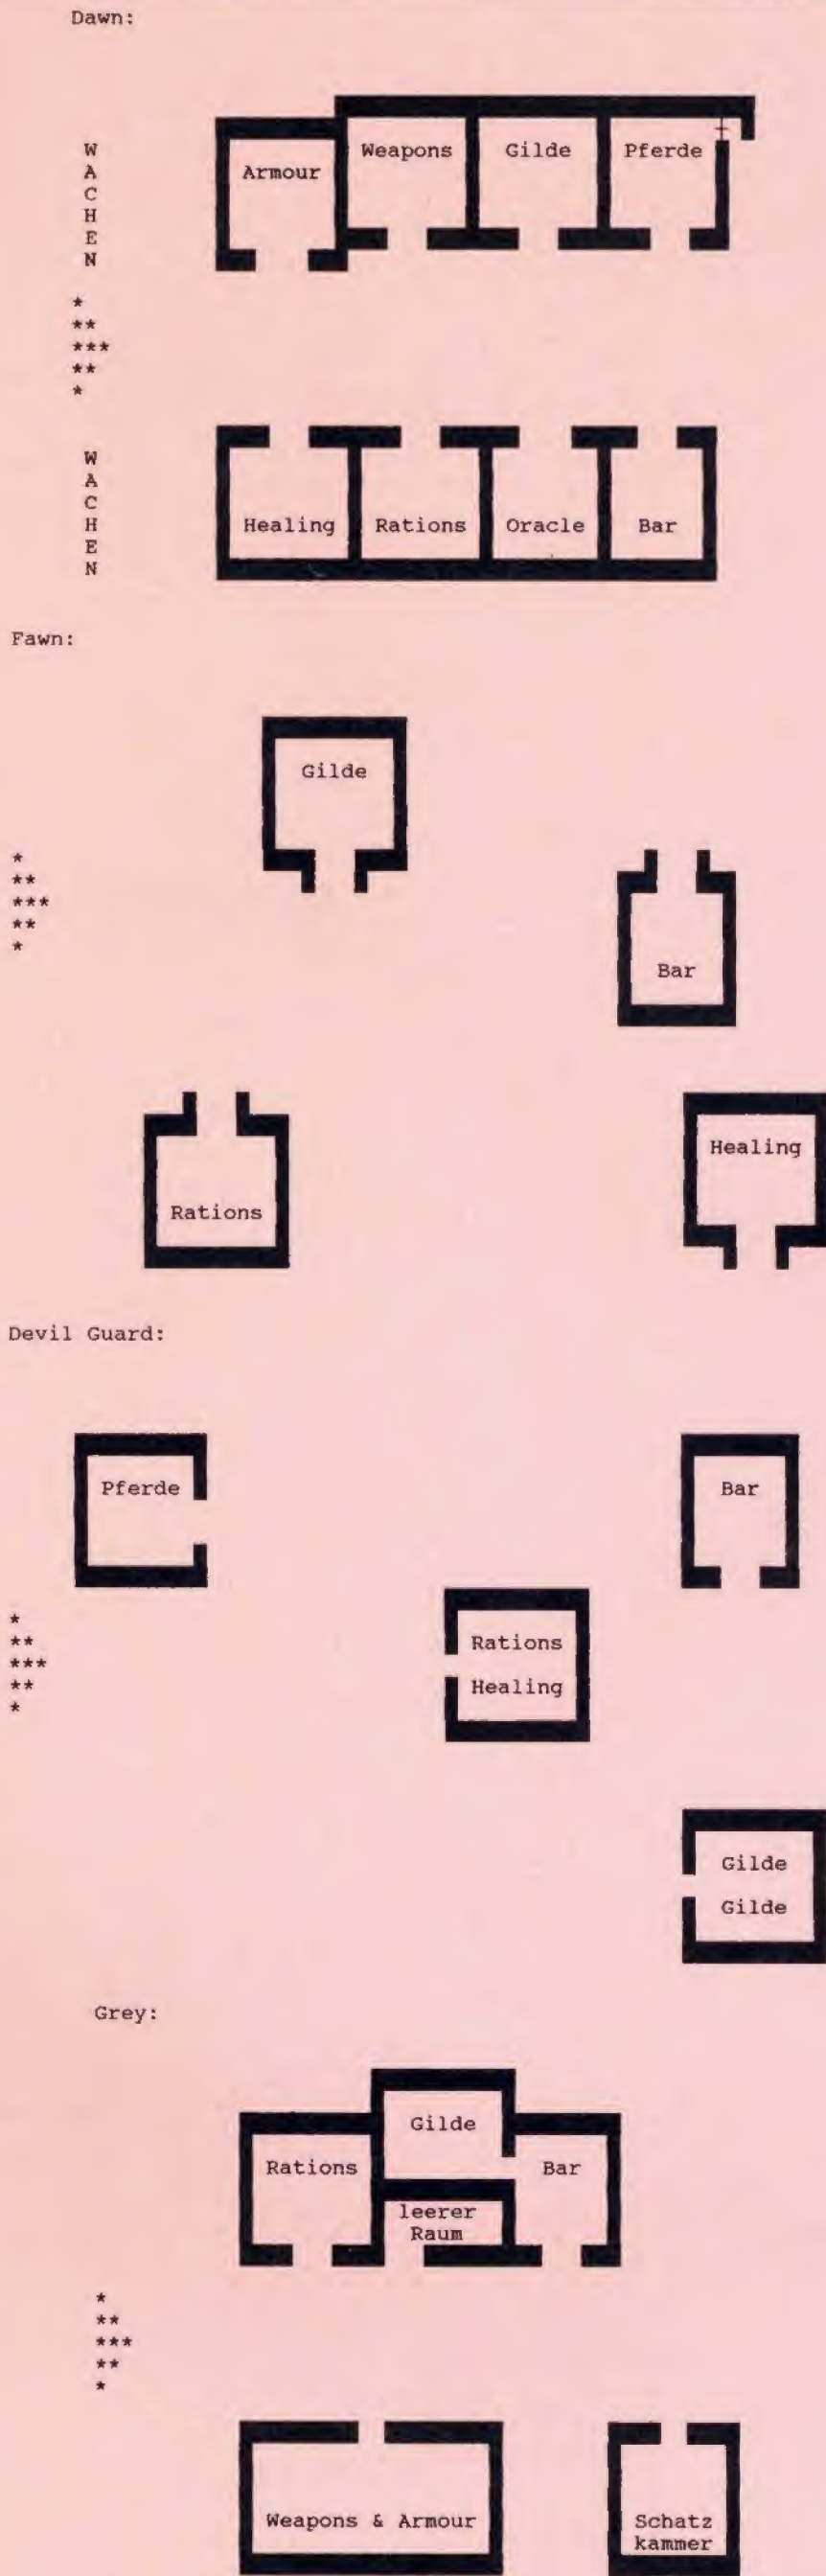 Dawn:
Weapons Gilde Pferde
Armour
W
A
C
H
E
N
*
**
***
**
*
W
A
C
H
E
N
Healing Rations Oracle Bar
Fawn:
Gilde
*
**
***
**
*
Bar
Healing
Rations
Devil Guard:
Pferde Bar
*
**
***
**
*
Rations
Healing
Gilde
Gilde
Grey:
Gilde
Rations Bar
leerer
Raum
*
**
***
**
*
Weapons & Armour
Schatz
kammer